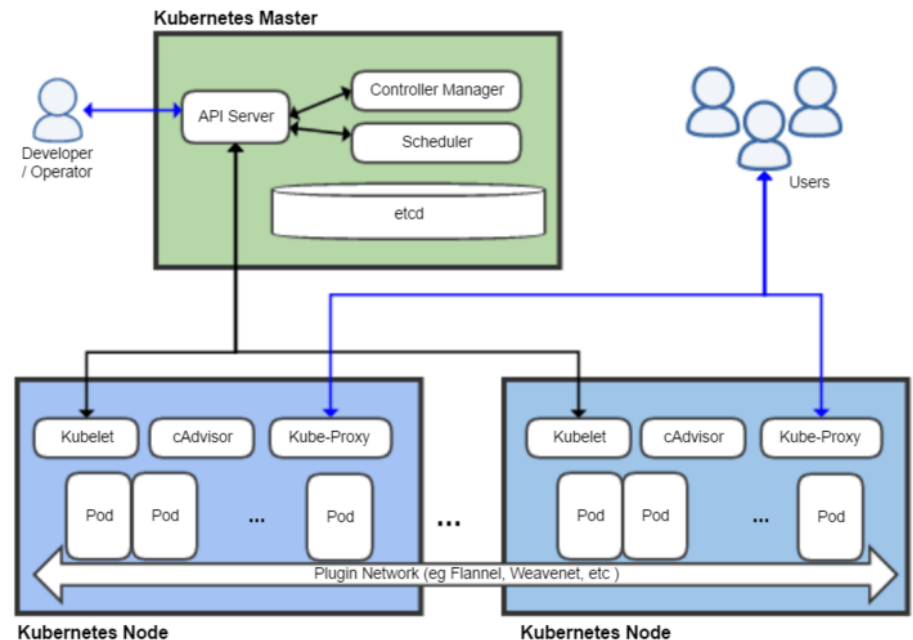 Kubernetes Master
Controller Manager
API Server
Scheduler
etcd
Developer
/ Operator
Users
Kubelet
cAdvisor
Kube-Proxy
Pod
Pod
...
Pod
...
Kubelet
cAdvisor
Kube-Proxy
Pod
Pod
...
Pod
Plugin Network (eg Flannel, Weavenet, etc )
Kubernetes Node
Kubernetes Node